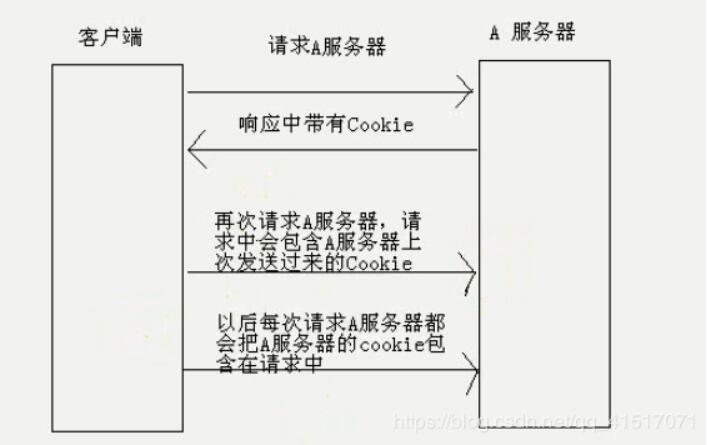 客户端
请求A服务器
A 服务器
响应中带有Cookie
再次请求A服务器，请
求中会包含A服务器上
次发送过来的Cookie
以后每次请求A服务器都
会把A服务器的cookie包
含在请求中
https://blog.csdn.net/qq_41517071